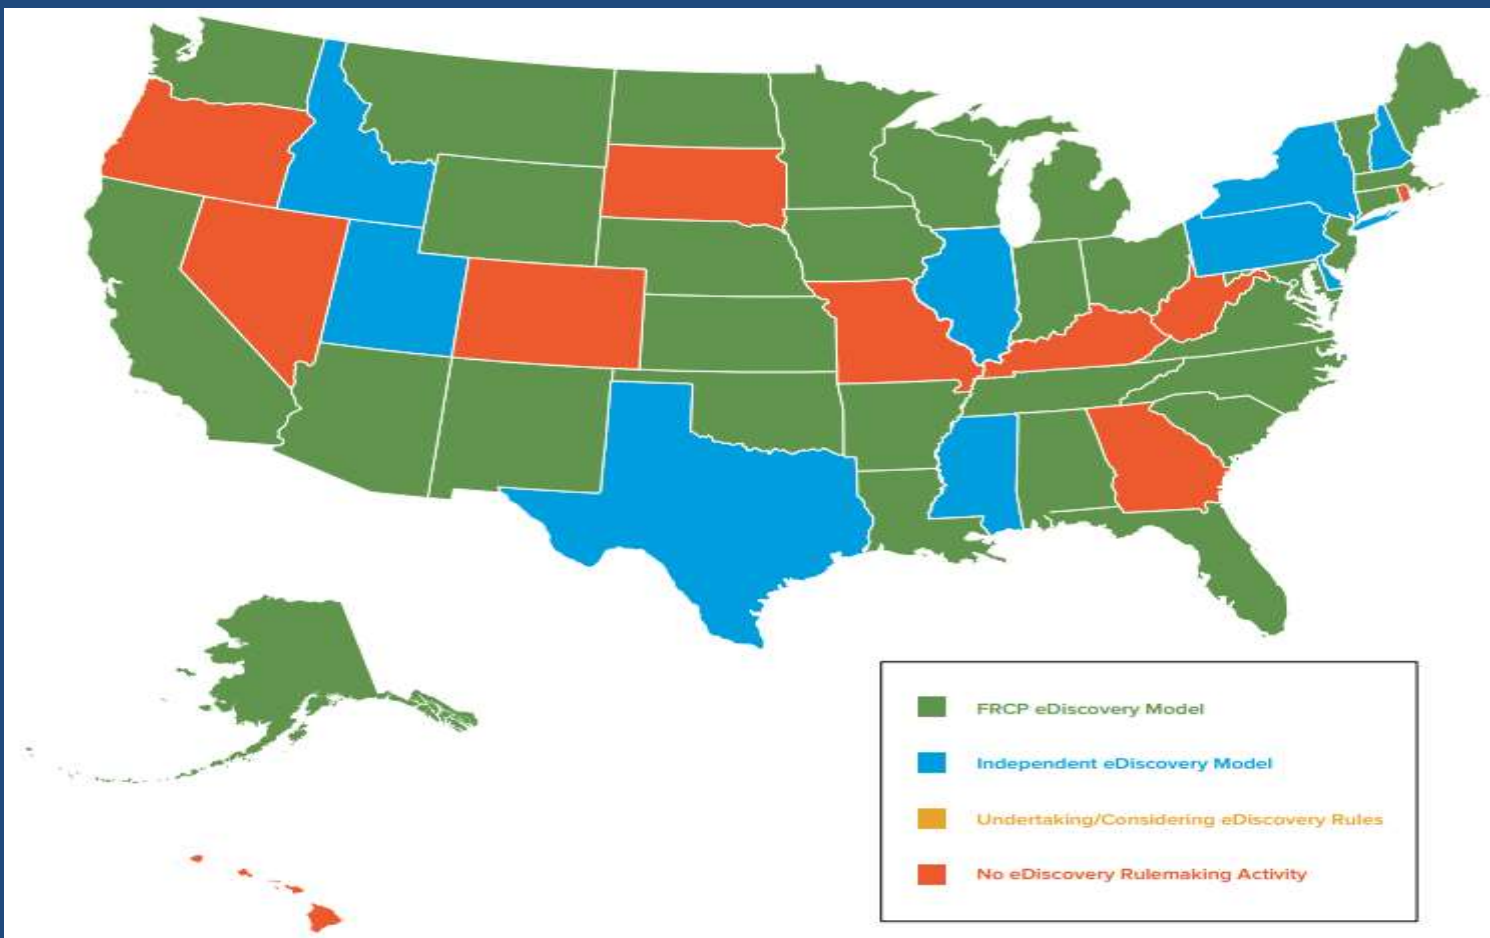 FRCP eDiscovery Model
Independent eDiscovery Model
Undertaking/Considering eDiscovery Rules
No eDiscovery Rulemaking Activity